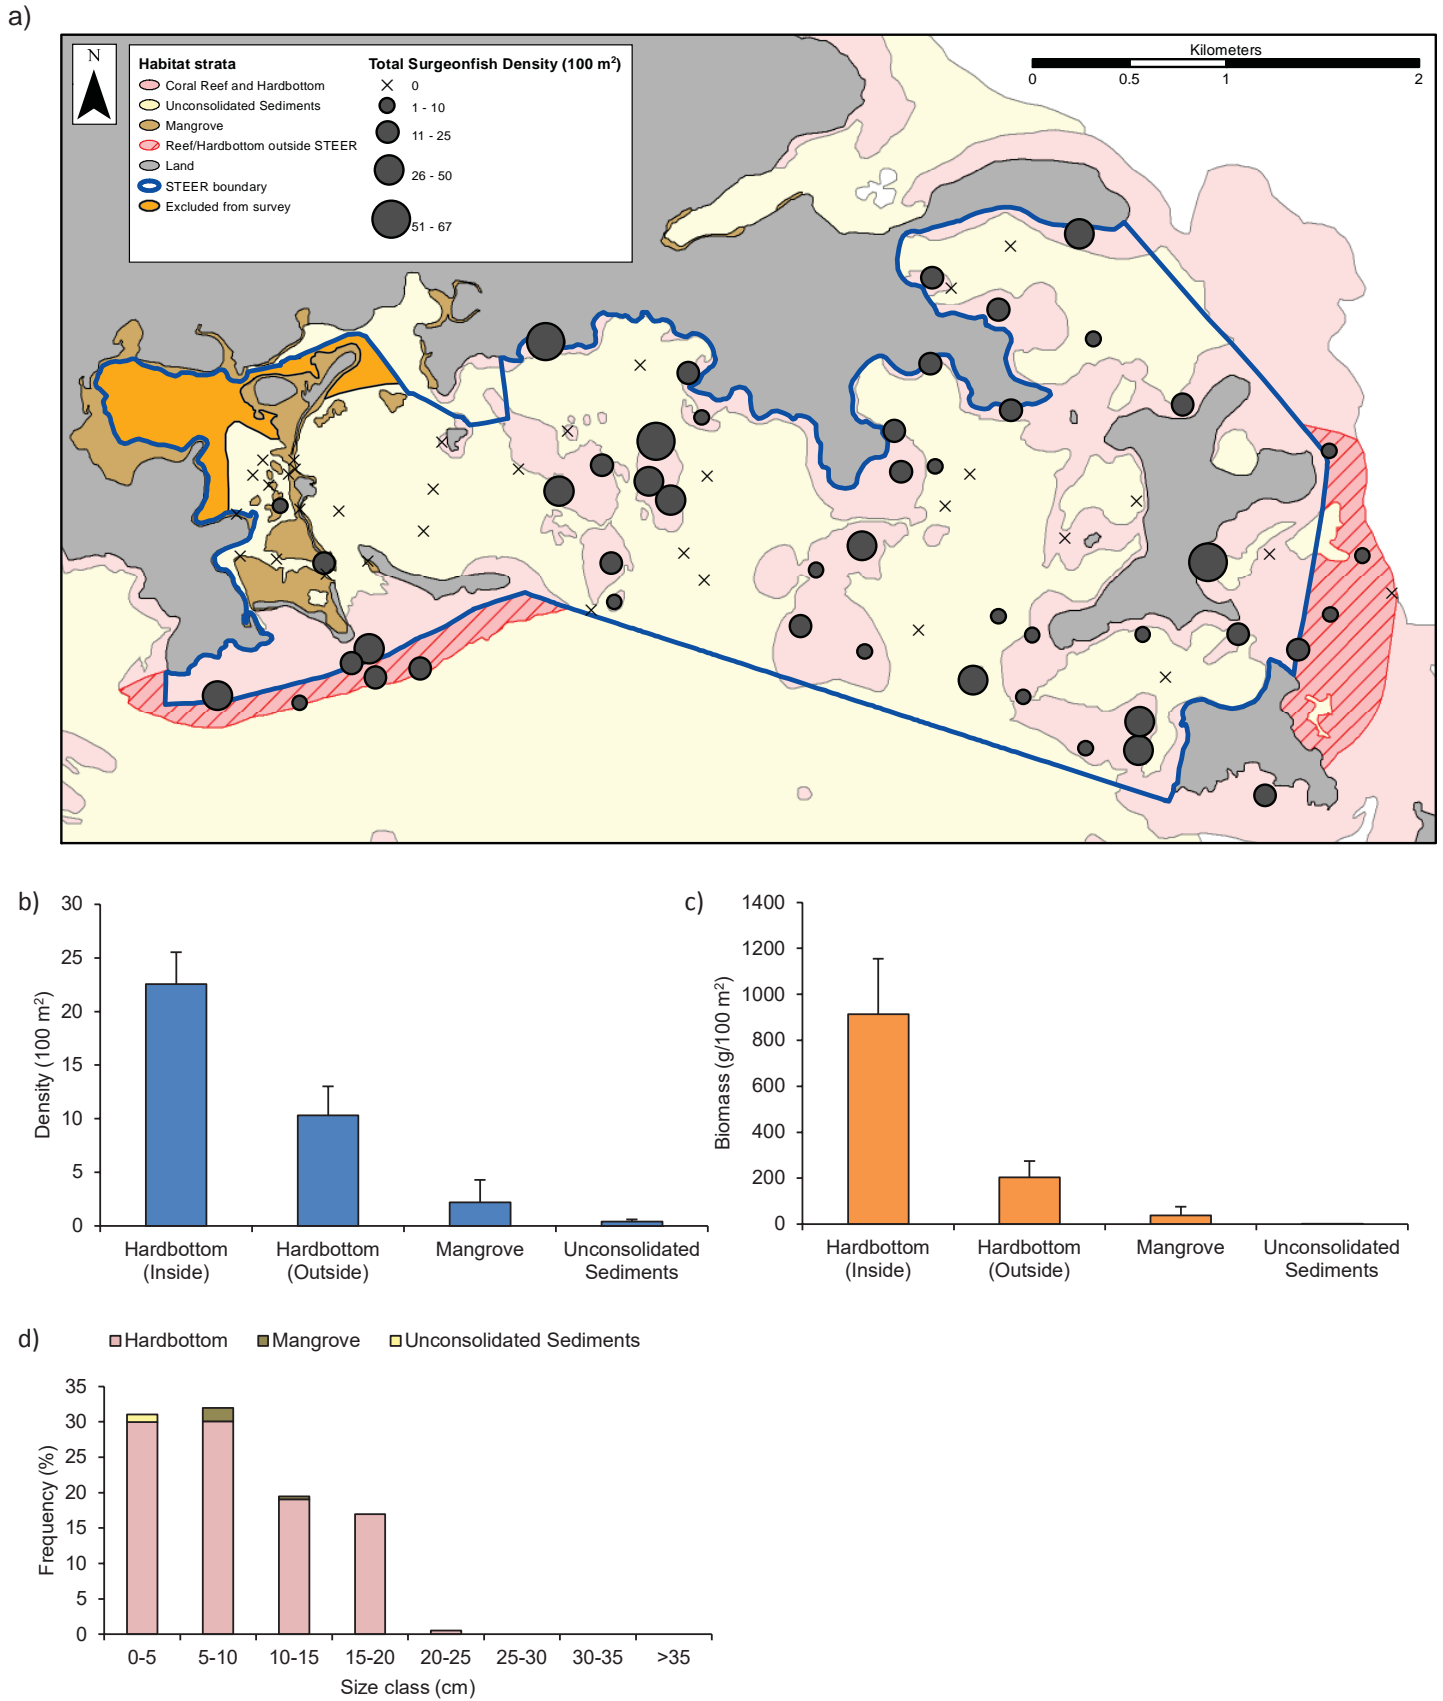 a)
N
Habitat strata
Coral Reef and Hardbottom
Unconsolidated Sediments
Mangrove
Reef/Hardbottom outside STEER
Land
STEER boundary
Excluded from survey
Total Surgeonfish Density (100 m²)
0
1 - 10
11 - 25
26 - 50
51 - 67
Kilometers
0 0.5 1 2
b)
Density (100 m²)
30
25
20
15
10
5
0
Hardbottom (Inside)
Hardbottom (Outside)
Mangrove
Unconsolidated Sediments
c)
Biomass (g/100 m²)
1400
1200
1000
800
600
400
200
0
Hardbottom (Inside)
Hardbottom (Outside)
Mangrove
Unconsolidated Sediments
d)
Hardbottom Mangrove Unconsolidated Sediments
Frequency (%)
35
30
25
20
15
10
5
0
0-5 5-10 10-15 15-20 20-25 25-30 30-35 >35
Size class (cm)